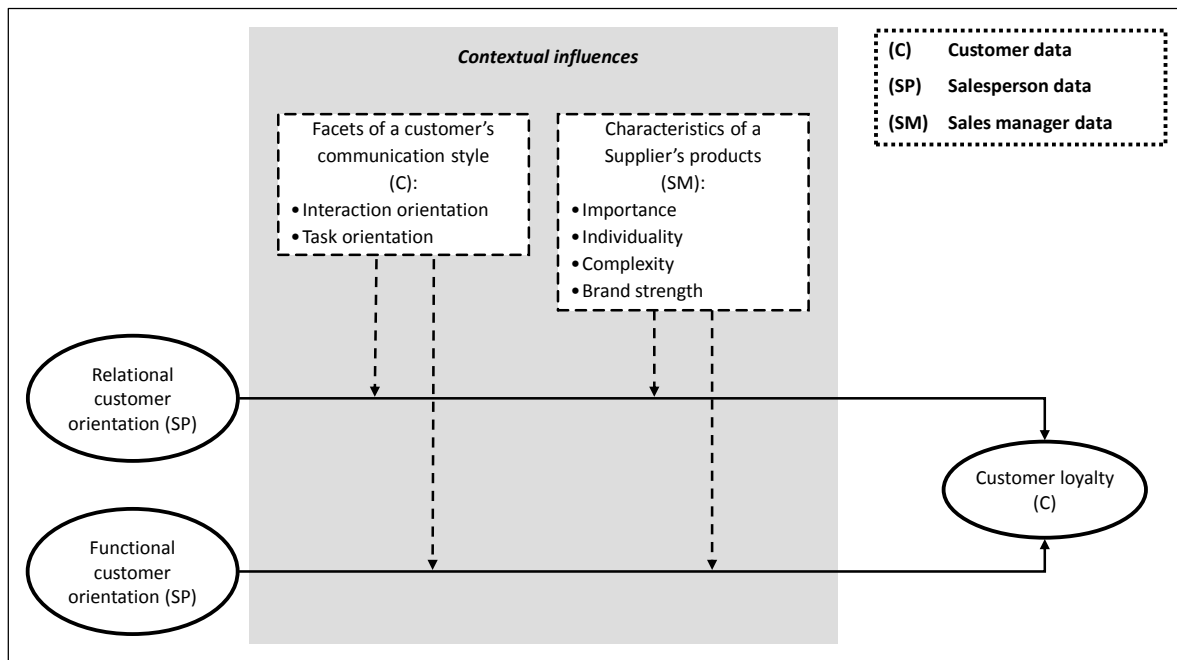 Contextual influences
(C) Customer data
(SP) Salesperson data
(SM) Sales manager data
Facets of a customer's
communication style
(C):
• Interaction orientation
• Task orientation
Characteristics of a
Supplier's products
(SM):
• Importance
• Individuality
• Complexity
• Brand strength
Relational
customer
orientation (SP)
Customer loyalty
(C)
Functional
customer
orientation (SP)